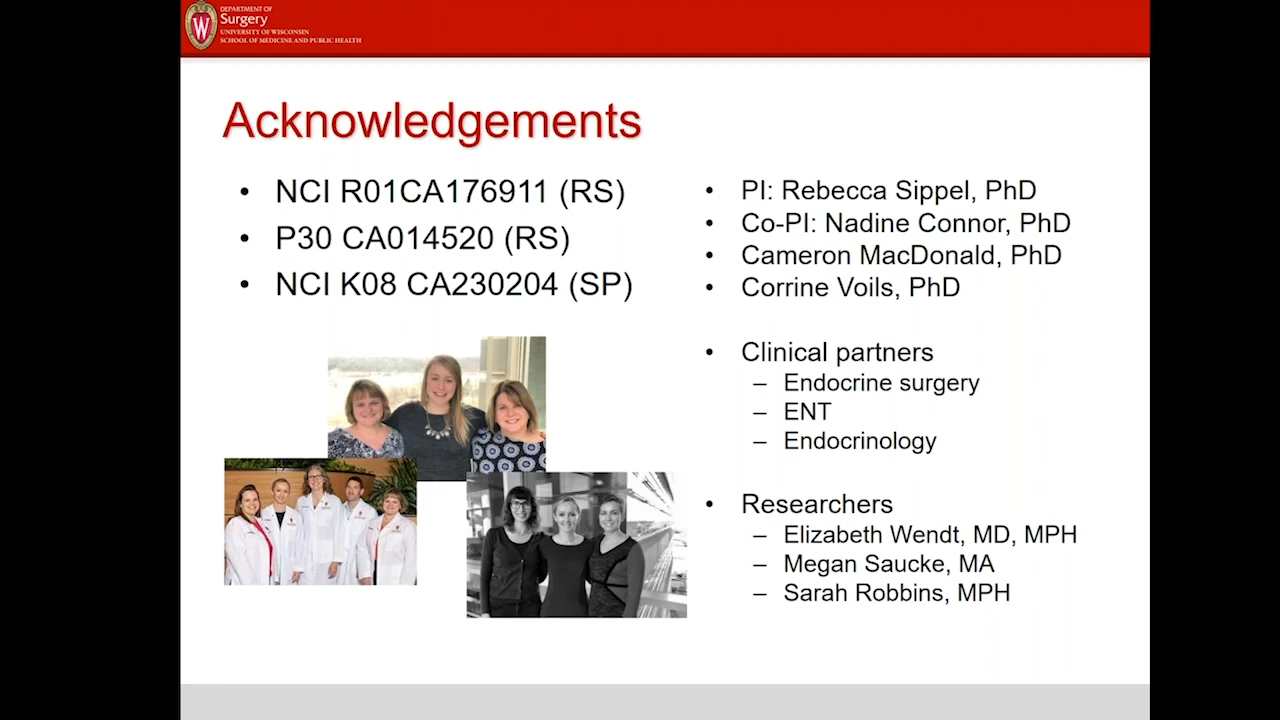 DEPARTMENT OF
Surgery
UNIVERSITY OF WISCONSIN
SCHOOL OF MEDICINE AND PUBLIC HEALTH
Acknowledgements
• NCI R01CA176911 (RS)
• P30 CA014520 (RS)
• NCI K08 CA230204 (SP)
• PI: Rebecca Sippel, PhD
• Co-PI: Nadine Connor, PhD
• Cameron MacDonald, PhD
• Corrine Voils, PhD
• Clinical partners
– Endocrine surgery
– ENT
– Endocrinology
• Researchers
– Elizabeth Wendt, MD, MPH
– Megan Saucke, MA
– Sarah Robbins, MPH